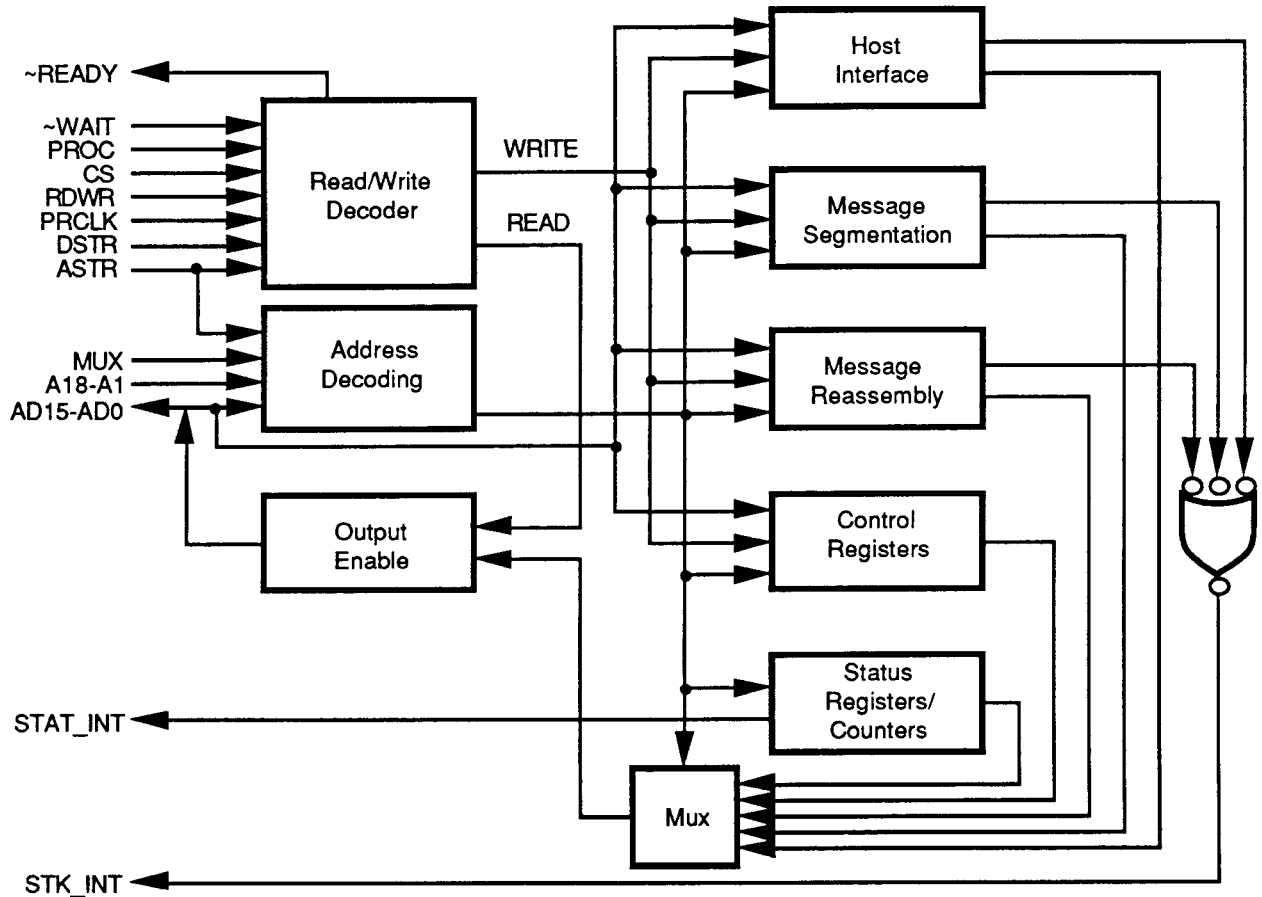 Host
Interface
~READY
~WAIT
PROC
CS
RDWR
PRCLK
DSTR
ASTR
Read/Write
Decoder
WRITE
READ
Message
Segmentation
MUX
A18-A1
AD15-AD0
Address
Decoding
Message
Reassembly
Output
Enable
Control
Registers
Status
Registers/
Counters
STAT_INT
Mux
STK_INT